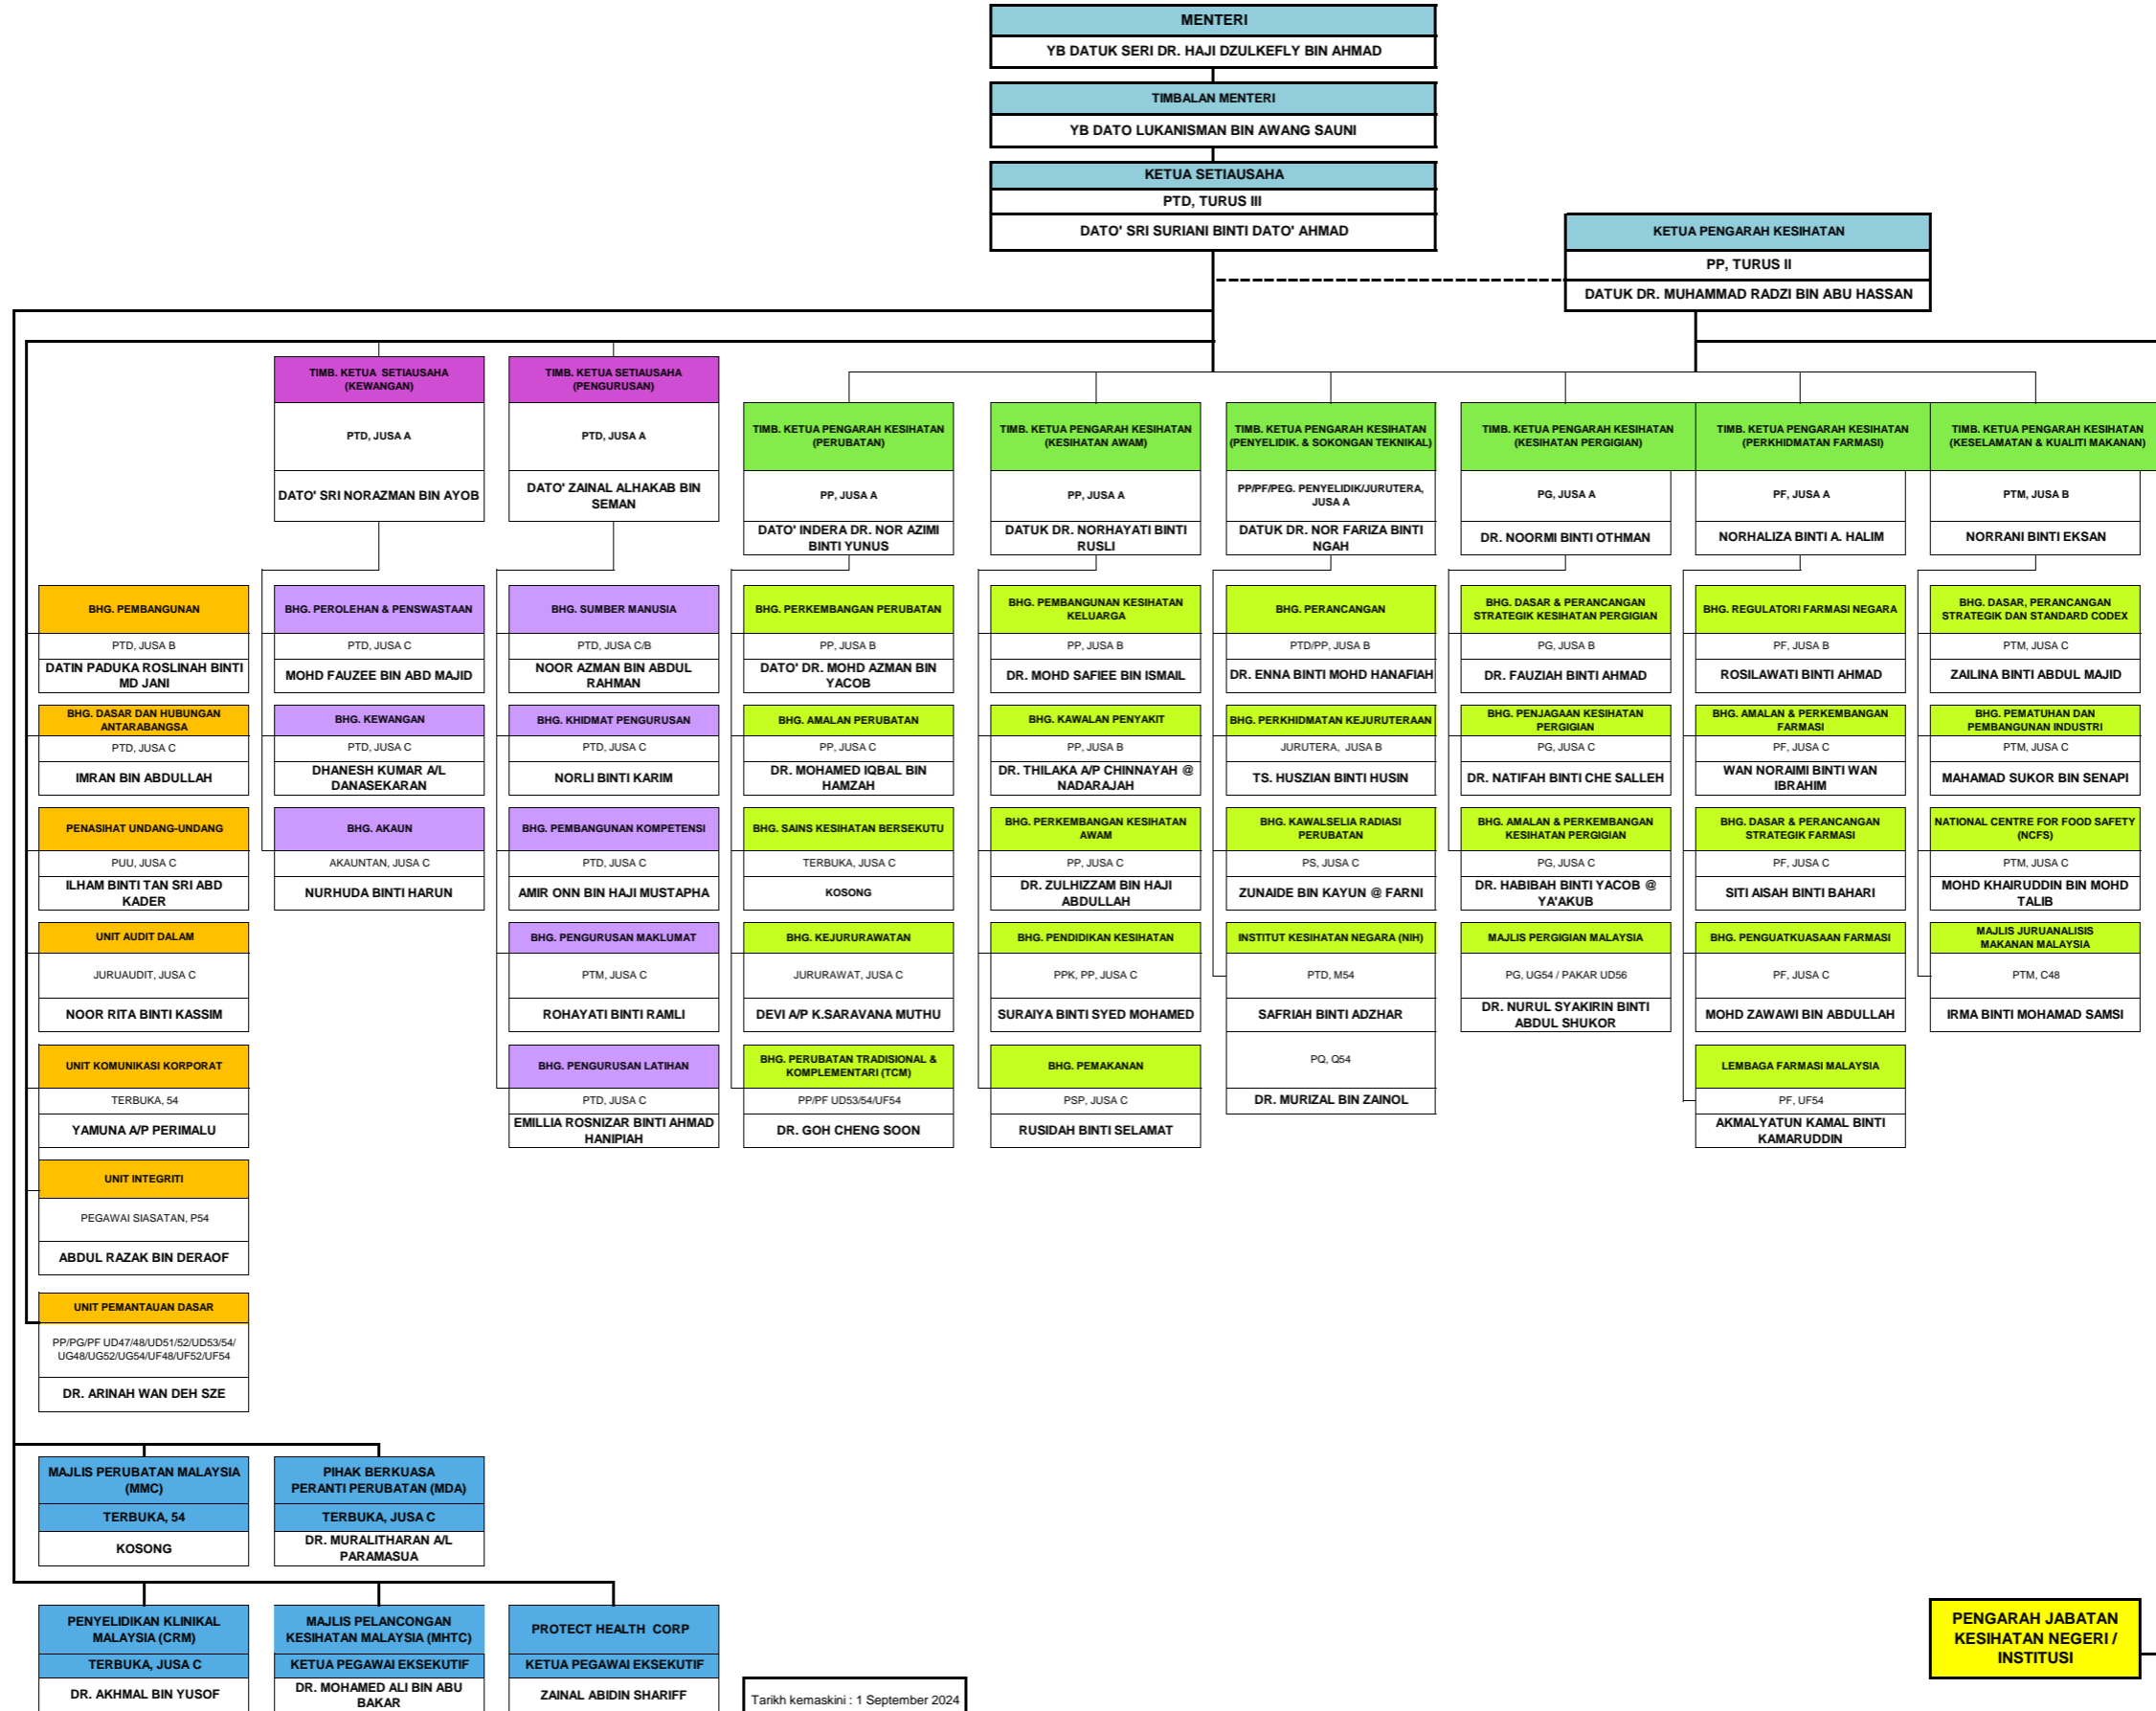 MENTERI
YB DATUK SERI DR. HAJI DZULKEFLY BIN AHMAD
TIMBALAN MENTERI
YB DATO LUKANISMAN BIN AWANG SAUNI
KETUA SETIAUSAHA
PTD, TURUS III
DATO' SRI SURIANI BINTI DATO' AHMAD
KETUA PENGARAH KESIHATAN
PP, TURUS II
DATUK DR. MUHAMMAD RADZI BIN ABU HASSAN
TIMB. KETUA SETIAUSAHA
(KEWANGAN)
PTD, JUSA A
DATO' SRI NORAZMAN BIN AYOB
TIMB. KETUA SETIAUSAHA
(PENGURUSAN)
PTD, JUSA A
DATO' ZAINAL ALHAKAB BIN
SEMAN
TIMB. KETUA PENGARAH KESIHATAN
(PERUBATAN)
PP, JUSA A
DATO' INDERA DR. NOR AZIMI
BINTI YUNUS
TIMB. KETUA PENGARAH KESIHATAN
(KESIHATAN AWAM)
PP, JUSA A
DATUK DR. NORHAYATI BINTI
RUSLI
TIMB. KETUA PENGARAH KESIHATAN
(PENYELIDIK. & SOKONGAN TEKNIKAL)
PP/PF/PEG. PENYELIDIK/JURUTERA,
JUSA A
DATUK DR. NOR FARIZA BINTI
NGAH
TIMB. KETUA PENGARAH KESIHATAN
(KESIHATAN PERGIGIAN)
PG, JUSA A
DR. NOORMI BINTI OTHMAN
TIMB. KETUA PENGARAH KESIHATAN
(PERKHIDMATAN FARMASI)
PF, JUSA A
NORHALIZA BINTI A. HALIM
TIMB. KETUA PENGARAH KESIHATAN
(KESELAMATAN & KUALITI MAKANAN)
PTM, JUSA B
NORRANI BINTI EKSAN
BHG. PEMBANGUNAN
PTD, JUSA B
DATIN PADUKA ROSLINAH BINTI
MD JANI
BHG. DASAR DAN HUBUNGAN
ANTARABANGSA
PTD, JUSA C
IMRAN BIN ABDULLAH
PENASIHAT UNDANG-UNDANG
PUU, JUSA C
ILHAM BINTI TAN SRI ABD
KADER
UNIT AUDIT DALAM
JURUAUDIT, JUSA C
NOOR RITA BINTI KASSIM
UNIT KOMUNIKASI KORPORAT
TERBUKA, 54
YAMUNA A/P PERIMALU
UNIT INTEGRITI
PEGAWAI SIASATAN, P54
ABDUL RAZAK BIN DERAOF
UNIT PEMANTAUAN DASAR
PP/PG/PF UD47/48/UD51/52/UD53/54/
UG48/UG52/UG54/UF48/UF52/UF54
DR. ARINAH WAN DEH SZE
BHG. PEROLEHAN & PENSWASTAAN
PTD, JUSA C
MOHD FAUZEE BIN ABD MAJID
BHG. KEWANGAN
PTD, JUSA C
DHANESH KUMAR A/L
DANASEKARAN
BHG. AKAUN
AKAUNTAN, JUSA C
NURHUDA BINTI HARUN
BHG. SUMBER MANUSIA
PTD, JUSA C/B
NOOR AZMAN BIN ABDUL
RAHMAN
BHG. KHIDMAT PENGURUSAN
PTD, JUSA C
NORLI BINTI KARIM
BHG. PEMBANGUNAN KOMPETENSI
PTD, JUSA C
AMIR ONN BIN HAJI MUSTAPHA
BHG. PENGURUSAN MAKLUMAT
PTM, JUSA C
ROHAYATI BINTI RAMLI
BHG. PENGURUSAN LATIHAN
PTD, JUSA C
EMILLIA ROSNIZAR BINTI AHMAD
HANIPIAH
BHG. PERKEMBANGAN PERUBATAN
PP, JUSA B
DATO' DR. MOHD AZMAN BIN
YACOB
BHG. AMALAN PERUBATAN
PP, JUSA C
DR. MOHAMED IQBAL BIN
HAMZAH
BHG. SAINS KESIHATAN BERSEKUTU
TERBUKA, JUSA C
KOSONG
BHG. KEJURURAWATAN
JURURAWAT, JUSA C
DEVI A/P K.SARAVANA MUTHU
BHG. PERUBATAN TRADISIONAL &
KOMPLEMENTARI (TCM)
PP/PF UD53/54/UF54
DR. GOH CHENG SOON
BHG. PEMBANGUNAN KESIHATAN
KELUARGA
PP, JUSA B
DR. MOHD SAFIEE BIN ISMAIL
BHG. KAWALAN PENYAKIT
PP, JUSA B
DR. THILAKA A/P CHINNAYAH @
NADARAJAH
BHG. PERKEMBANGAN KESIHATAN
AWAM
PP, JUSA C
DR. ZULHIZZAM BIN HAJI
ABDULLAH
BHG. PENDIDIKAN KESIHATAN
PPK, PP, JUSA C
SURAIYA BINTI SYED MOHAMED
BHG. PEMAKANAN
PSP, JUSA C
RUSIDAH BINTI SELAMAT
BHG. PERANCANGAN
PTD/PP, JUSA B
DR. ENNA BINTI MOHD HANAFIAH
BHG. PERKHIDMATAN KEJURUTERAAN
JURUTERA, JUSA B
TS. HUSZIAN BINTI HUSIN
BHG. KAWALSELIA RADIASI
PERUBATAN
PS, JUSA C
ZUNAIDE BIN KAYUN @ FARNI
INSTITUT KESIHATAN NEGARA (NIH)
PTD, M54
SAFRIAH BINTI ADZHAR
PQ, Q54
DR. MURIZAL BIN ZAINOL
BHG. DASAR & PERANCANGAN
STRATEGIK KESIHATAN PERGIGIAN
PG, JUSA B
DR. FAUZIAH BINTI AHMAD
BHG. PENJAGAAN KESIHATAN
PERGIGIAN
PG, JUSA C
DR. NATIFAH BINTI CHE SALLEH
BHG. AMALAN & PERKEMBANGAN
KESIHATAN PERGIGIAN
PG, JUSA C
DR. HABIBAH BINTI YACOB @
YA'AKUB
MAJLIS PERGIGIAN MALAYSIA
PG, UG54 / PAKAR UD56
DR. NURUL SYAKIRIN BINTI
ABDUL SHUKOR
BHG. REGULATORI FARMASI NEGARA
PF, JUSA B
ROSILAWATI BINTI AHMAD
BHG. AMALAN & PERKEMBANGAN
FARMASI
PF, JUSA C
WAN NORAIMI BINTI WAN
IBRAHIM
BHG. DASAR & PERANCANGAN
STRATEGIK FARMASI
PF, JUSA C
SITI AISAH BINTI BAHARI
BHG. PENGUATKUASAAN FARMASI
PF, JUSA C
MOHD ZAWAWI BIN ABDULLAH
LEMBAGA FARMASI MALAYSIA
PF, UF54
AKMALYATUN KAMAL BINTI
KAMARUDDIN
BHG. DASAR, PERANCANGAN
STRATEGIK DAN STANDARD CODEX
PTM, JUSA C
ZAILINA BINTI ABDUL MAJID
BHG. PEMATUHAN DAN
PEMBANGUNAN INDUSTRI
PTM, JUSA C
MAHAMAD SUKOR BIN SENAPI
NATIONAL CENTRE FOR FOOD SAFETY
(NCFS)
PTM, JUSA C
MOHD KHAIRUDDIN BIN MOHD
TALIB
MAJLIS JURUANALISIS
MAKANAN MALAYSIA
PTM, C48
IRMA BINTI MOHAMAD SAMSI
MAJLIS PERUBATAN MALAYSIA
(MMC)
TERBUKA, 54
KOSONG
PIHAK BERKUASA
PERANTI PERUBATAN (MDA)
TERBUKA, JUSA C
DR. MURALITHARAN A/L
PARAMASUA
PENYELIDIKAN KLINIKAL
MALAYSIA (CRM)
TERBUKA, JUSA C
DR. AKHMAL BIN YUSOF
MAJLIS PELANCONGAN
KESIHATAN MALAYSIA (MHTC)
KETUA PEGAWAI EKSEKUTIF
DR. MOHAMED ALI BIN ABU
BAKAR
PROTECT HEALTH CORP
KETUA PEGAWAI EKSEKUTIF
ZAINAL ABIDIN SHARIFF
Tarikh kemaskini : 1 September 2024
PENGARAH JABATAN
KESIHATAN NEGERI /
INSTITUSI